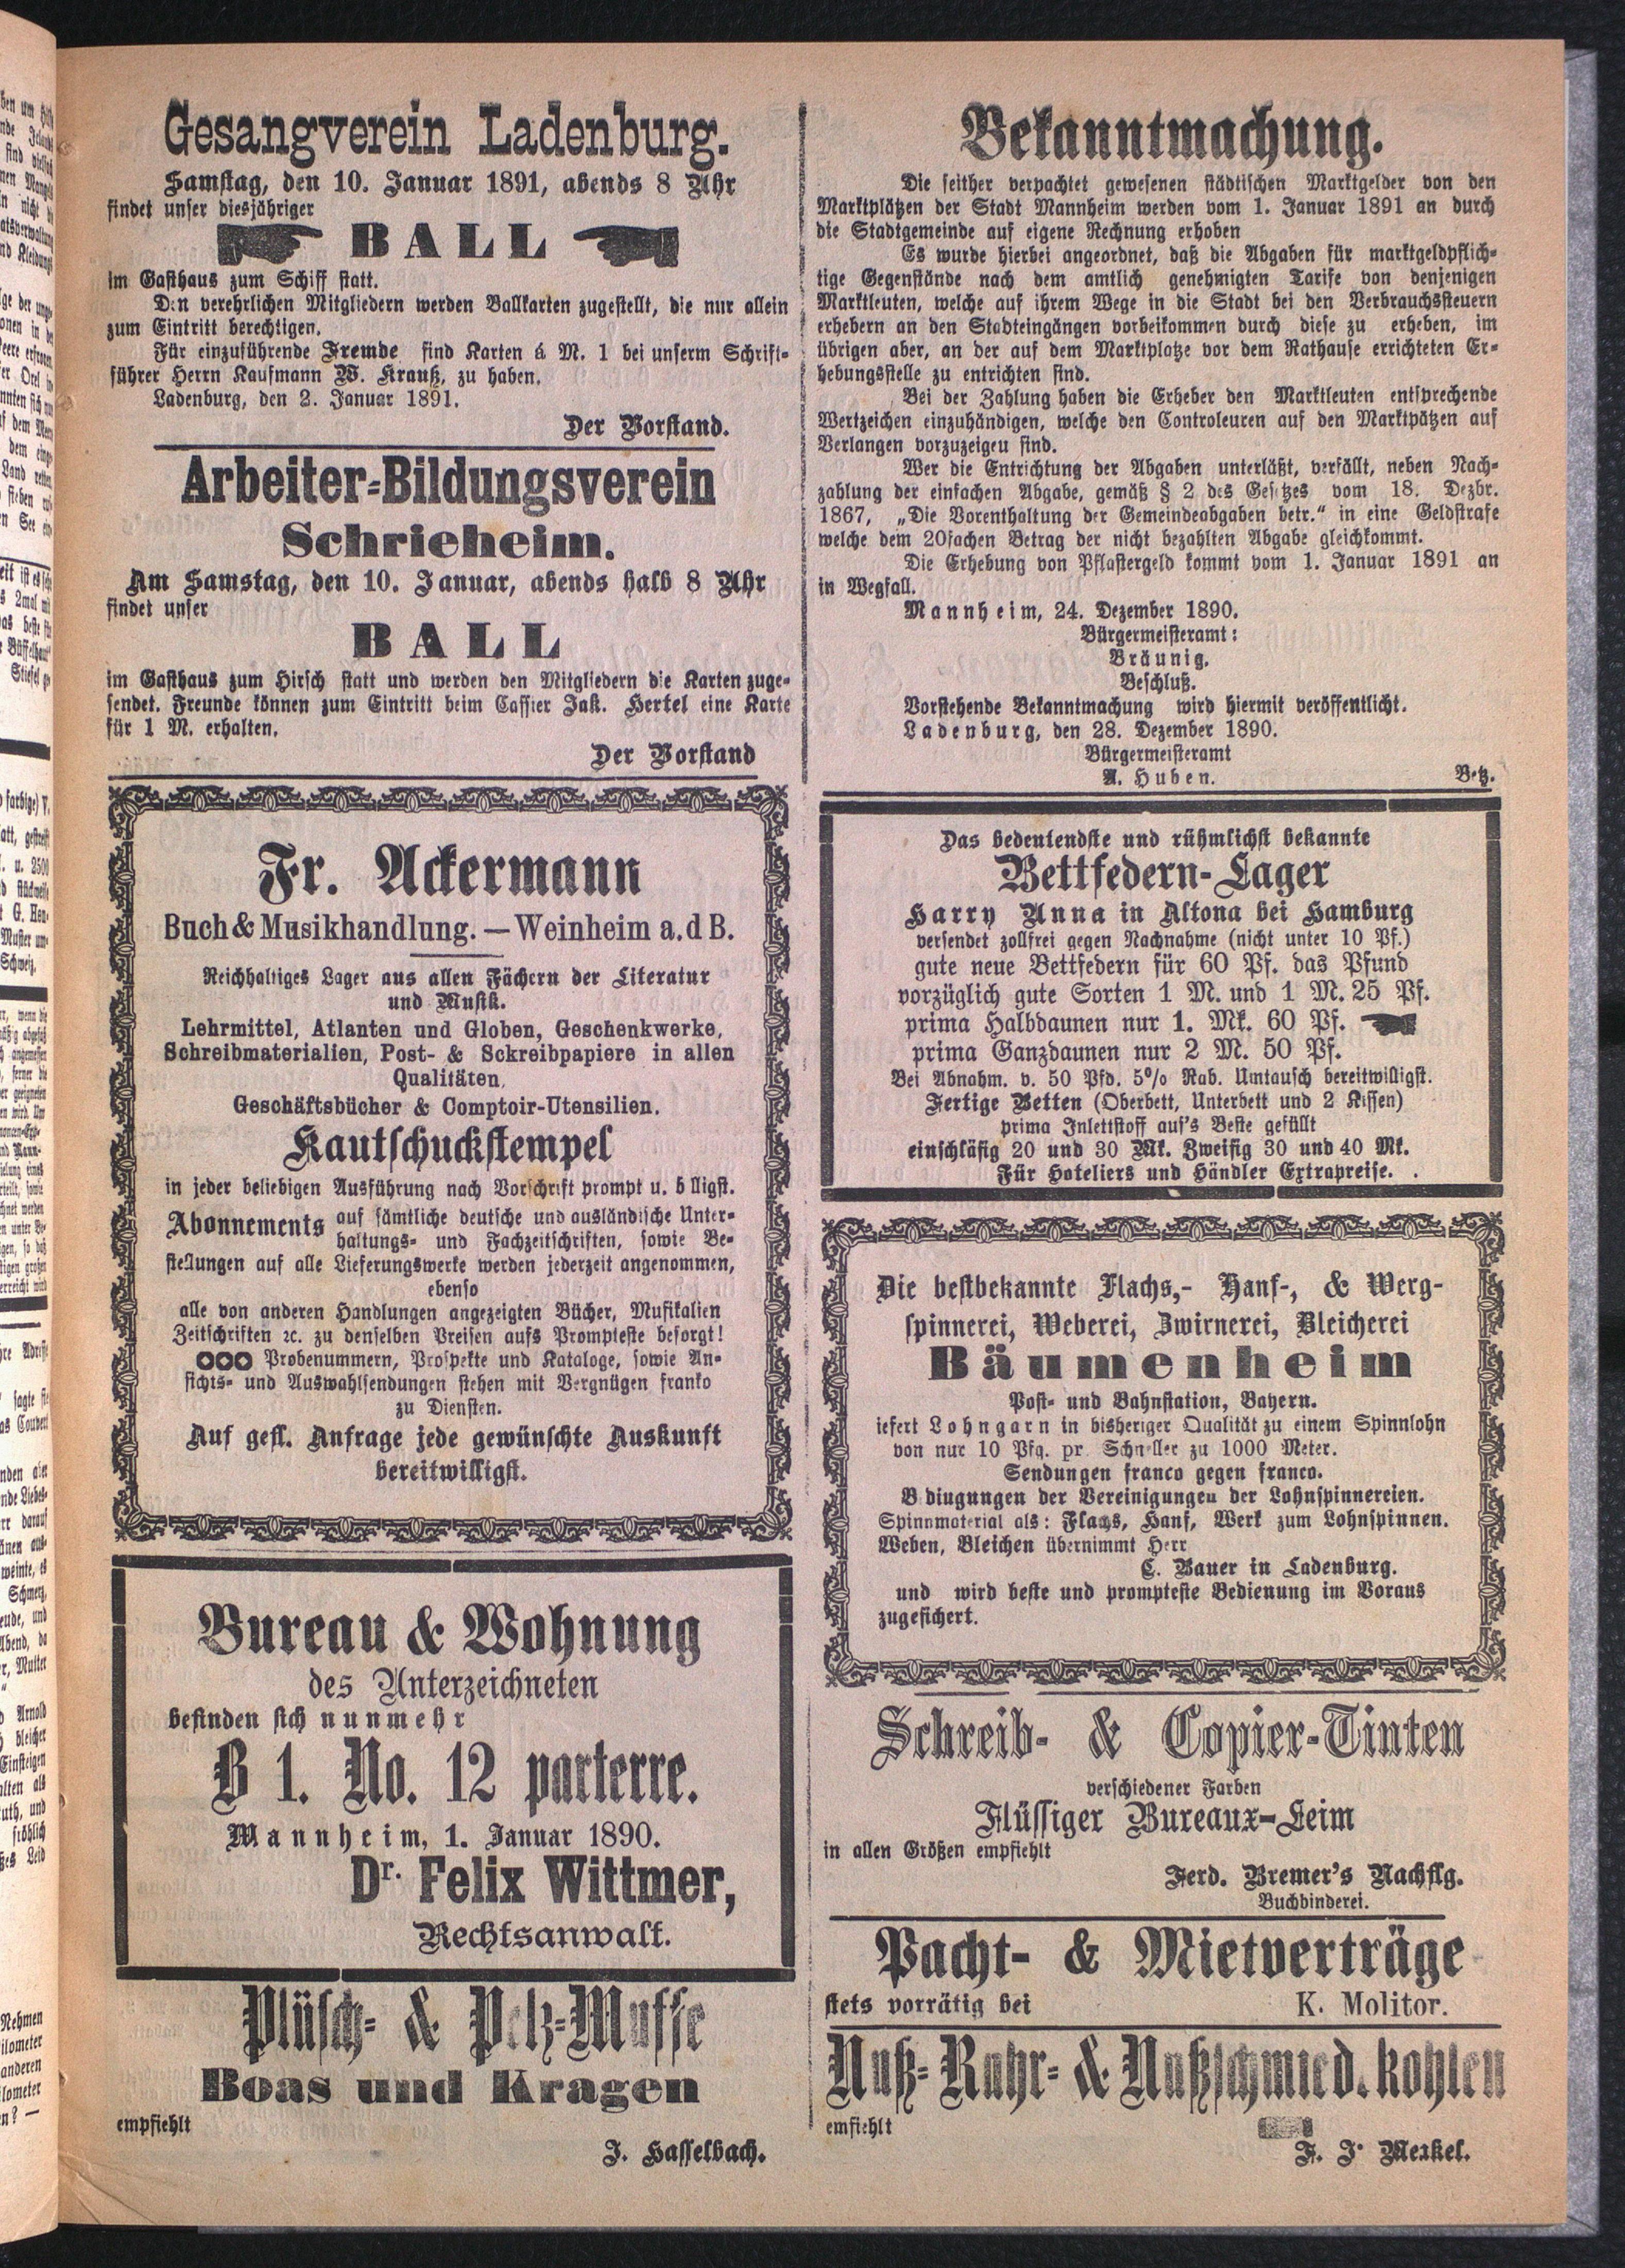 Gesangverein Ladenburg.
Samstag, den 10. Januar 1891, abends 8 Uhr
findet unser diesjähriger
BALL
im Gasthaus zum Schiff statt.
Den verehrlichen Mitgliedern werden Ballkarten zugestellt, die nur allein
zum Eintritt berechtigen.
Für einzuführende Fremde sind Karten á M. 1 bei unserm Schrift-
führer Herrn Kaufmann W. Krauß, zu haben.
Ladenburg, den 2. Januar 1891.
Der Vorstand.
Arbeiter-Bildungsverein
Schrieheim.
Am Samstag, den 10. Januar, abends halb 8 Uhr
findet unser
BALL
im Gasthaus zum Hirsch statt und werden den Mitgliedern die Karten zuge-
sendet. Freunde können zum Eintritt beim Cassier Jak. Hertel eine Karte
für 1 M. erhalten.
Der Vorstand
Fr. Ackermann
Buch & Musikhandlung. — Weinheim a. d B.
Reichhaltiges Lager aus allen Fächern der Literatur
und Musik.
Lehrmittel, Atlanten und Globen, Geschenkwerke,
Schreibmaterialien, Post- & Sckreibpapiere in allen
Qualitäten.
Geschäftsbücher & Comptoir-Utensilien.
Kautschuckstempel
in jeder beliebigen Ausführung nach Vorschrift prompt u. billigst.
Abonnements auf sämtliche deutsche und ausländische Unter-
haltungs- und Fachzeitschriften, sowie Be-
stellungen auf alle Lieferungswerke werden jederzeit angenommen,
ebenso
alle von anderen Handlungen angezeigten Bücher, Musikalien
Zeitschriften ꝛc. zu denselben Preisen aufs Prompteste besorgt!
Probenummern, Prospekte und Kataloge, sowie An-
sichts- und Auswahlsendungen stehen mit Vergnügen franko
zu Diensten.
Auf gefl. Anfrage jede gewünschte Auskunft
bereitwilligst.
Bureau & Wohnung
des Unterzeichneten
befinden sich nunmehr
B 1. No. 12 parterre.
Mannheim, 1. Januar 1890.
Dr. Felix Wittmer,
Rechtsanwalt.
Plüsch- & Pelz-Muffe
Boas und Kragen
empfiehlt
J. Hasselbach.
Bekanntmachung.
Die seither verpachtet gewesenen städtischen Marktgelder von den
Marktplätzen der Stadt Mannheim werden vom 1. Januar 1891 an durch
die Stadtgemeinde auf eigene Rechnung erhoben
Es wurde hierbei angeordnet, daß die Abgaben für marktgeldpflich-
tige Gegenstände nach dem amtlich genehmigten Tarife von denjenigen
Marktleuten, welche auf ihrem Wege in die Stadt bei den Verbrauchssteuern
erhebern an den Stadteingängen vorbeikommen durch diese zu erheben, im
übrigen aber, an der auf dem Marktplatze vor dem Rathause errichteten Er-
hebungsstelle zu entrichten sind.
Bei der Zahlung haben die Erheber den Marktleuten entsprechende
Wertzeichen einzuhändigen, welche den Controleuren auf den Marktpätzen auf
Verlangen vorzuzeigeu sind.
Wer die Entrichtung der Abgaben unterläßt, verfällt, neben Nach-
zahlung der einfachen Abgabe, gemäß § 2 des Gesetzes vom 18. Dezbr.
1867, „Die Vorenthaltung der Gemeindeabgaben betr.“ in eine Geldstrafe
welche dem 20fachen Betrag der nicht bezahlten Abgabe gleichkommt.
Die Erhebung von Pflastergeld kommt vom 1. Januar 1891 an
in Wegfall.
Mannheim, 24. Dezember 1890.
Bürgermeisteramt:
Bräunig.
Beschluß.
Vorstehende Bekanntmachung wird hiermit veröffentlicht.
Ladenburg, den 28. Dezember 1890.
Bürgermeisteramt
A. Huben. Betz.
Das bedeutendste und rühmlichst bekannte
Bettfedern-Lager
Harry Unna in Altona bei Hamburg
versendet zollfrei gegen Nachnahme (nicht unter 10 Pf.)
gute neue Bettfedern für 60 Pf. das Pfund
vorzüglich gute Sorten 1 M. und 1 M. 25 Pf.
prima Halbdaunen nur 1. Mk. 60 Pf.
prima Ganzdaunen nur 2 M. 50 Pf.
Bei Abnahm. v. 50 Pfd. 5% Rab. Umtausch bereitwilligst.
Fertige Betten (Oberbett, Unterbett und 2 Kissen)
prima Inlettstoff auf's Beste gefüllt
einschläfig 20 und 30 Mk. Zweifig 30 und 40 Mk.
Für Hoteliers und Händler Extrapreise.
Die bestbekannte Flachs,- Hanf-, & Werg-
spinnerei, Weberei, Zwirnerei, Bleicherei
Bäumenheim
Post- und Bahnstation, Bayern.
iefert Lohngarn in bisheriger Qualität zu einem Spinnlohn
von nur 10 Pfg. pr. Schneller zu 1000 Meter.
Sendungen franco gegen franco.
Bdiugungen der Vereinigungeu der Lohnspinnereien.
Spinnmaterial als: Flachs, Hanf, Werk zum Lohnspinnen.
Weben, Bleichen übernimmt Herr
C. Bauer in Ladenburg.
und wird beste und prompteste Bedienung im Voraus
zugesichert.
Schreib- & Copier-Tinten
verschiedener Farben
Flüssiger Bureaux-Leim
in allen Größen empfiehlt
Ferd. Bremer's Nachflg.
Buchbinderei.
Pacht- & Mietverträge
stets vorrätig bei K. Molitor.
Nuß- Ruhr- & Nußschmied. kohlen
emfiehlt
F. J. Merkel.